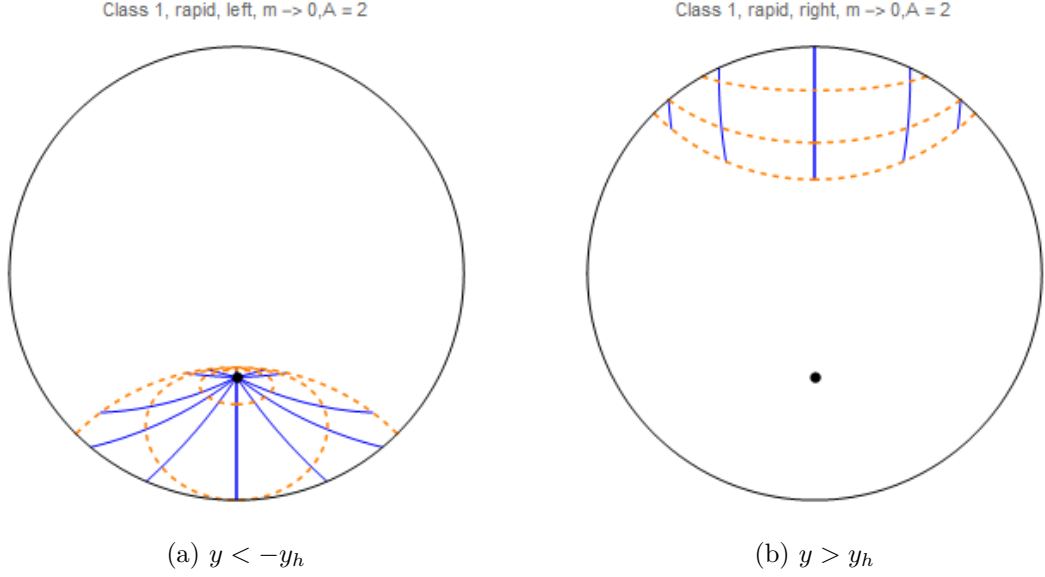 Class 1, rapid, left, m -> 0,A = 2
Class 1, rapid, right, m -> 0,A = 2
(a) y < −y_h
(b) y > y_h